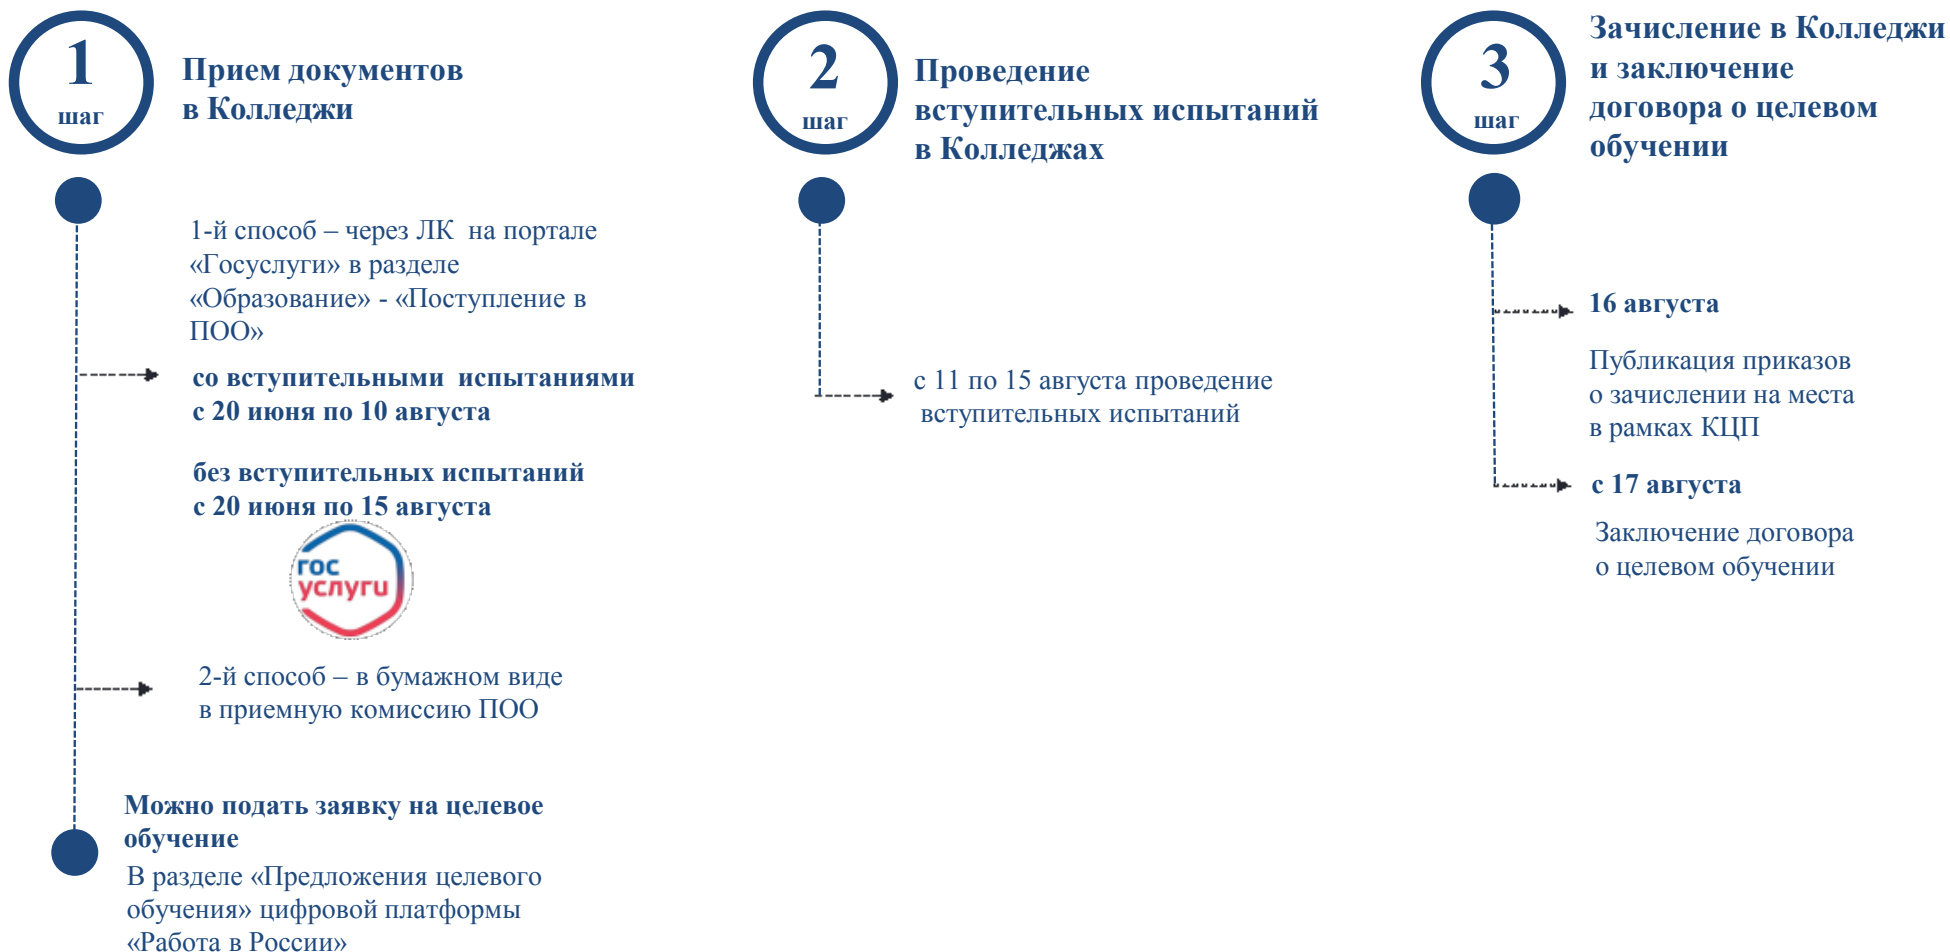 1
шаг
Прием документов
в Колледжи
1-й способ – через ЛК на портале
«Госуслуги» в разделе
«Образование» - «Поступление в
ПОО»
со вступительными испытаниями
с 20 июня по 10 августа
без вступительных испытаний
с 20 июня по 15 августа
гос
услуги
2-й способ – в бумажном виде
в приемную комиссию ПОО
Можно подать заявку на целевое
обучение
В разделе «Предложения целевого
обучения» цифровой платформы
«Работа в России»
2
шаг
Проведение
вступительных испытаний
в Колледжах
с 11 по 15 августа проведение
вступительных испытаний
3
шаг
Зачисление в Колледжи
и заключение
договора о целевом
обучении
16 августа
Публикация приказов
о зачислении на места
в рамках КЦП
с 17 августа
Заключение договора
о целевом обучении